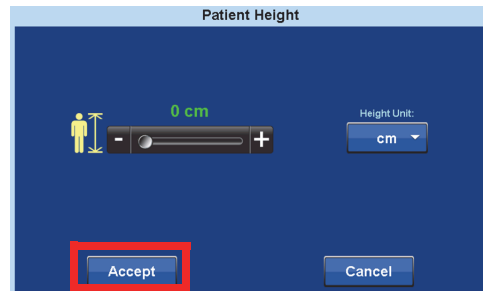 Patient Height
0 cm
Height Unit:
- +
cm
Accept
Cancel